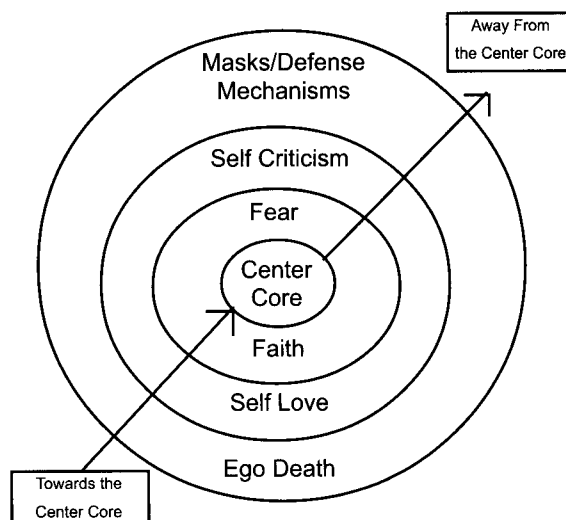 Away From
the Center Core
Masks/Defense
Mechanisms
Self Criticism
Fear
Center
Core
Faith
Self Love
Ego Death
Towards the
Center Core